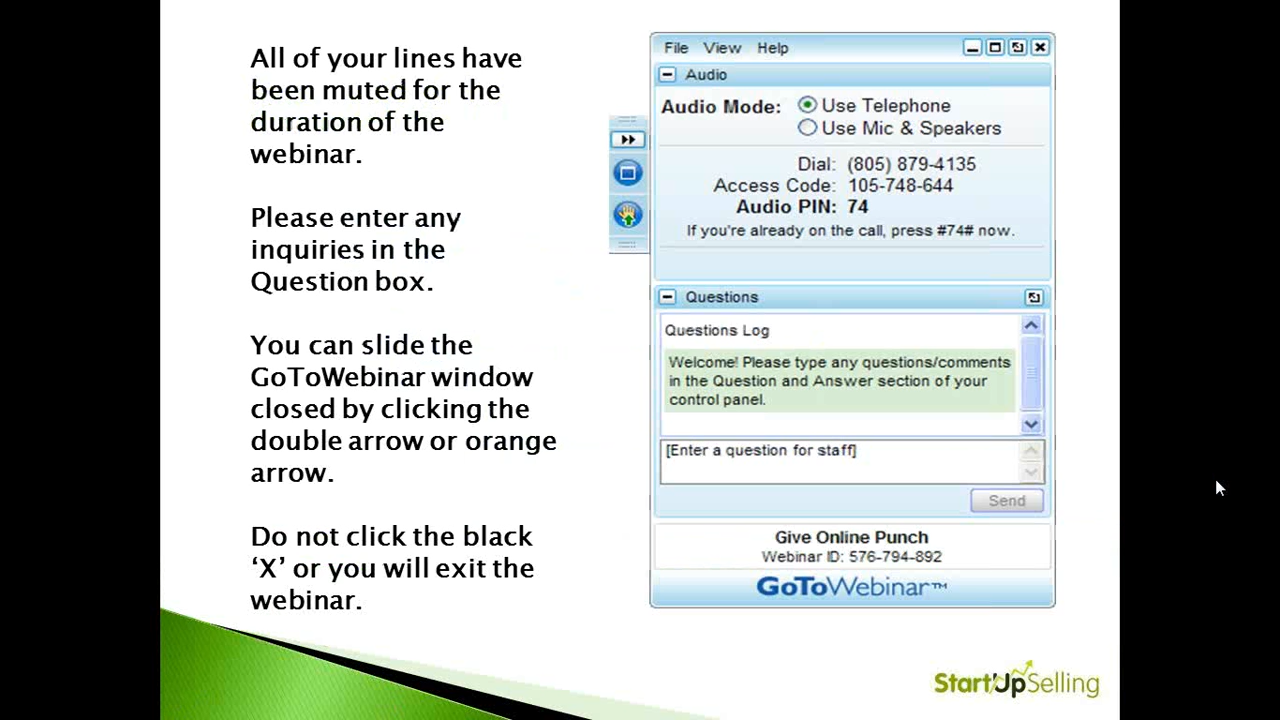 All of your lines have
been muted for the
duration of the
webinar.
Please enter any
inquiries in the
Question box.
You can slide the
GoToWebinar window
closed by clicking the
double arrow or orange
arrow.
Do not click the black
‘X’ or you will exit the
webinar.
File View Help
Audio
Audio Mode: Use Telephone
Use Mic & Speakers
Dial: (805) 879-4135
Access Code: 105-748-644
Audio PIN: 74
If you're already on the call, press #74# now.
Questions
Questions Log
Welcome! Please type any questions/comments
in the Question and Answer section of your
control panel.
[Enter a question for staff]
Send
Give Online Punch
Webinar ID: 576-794-892
GoToWebinar™
StartUpSelling